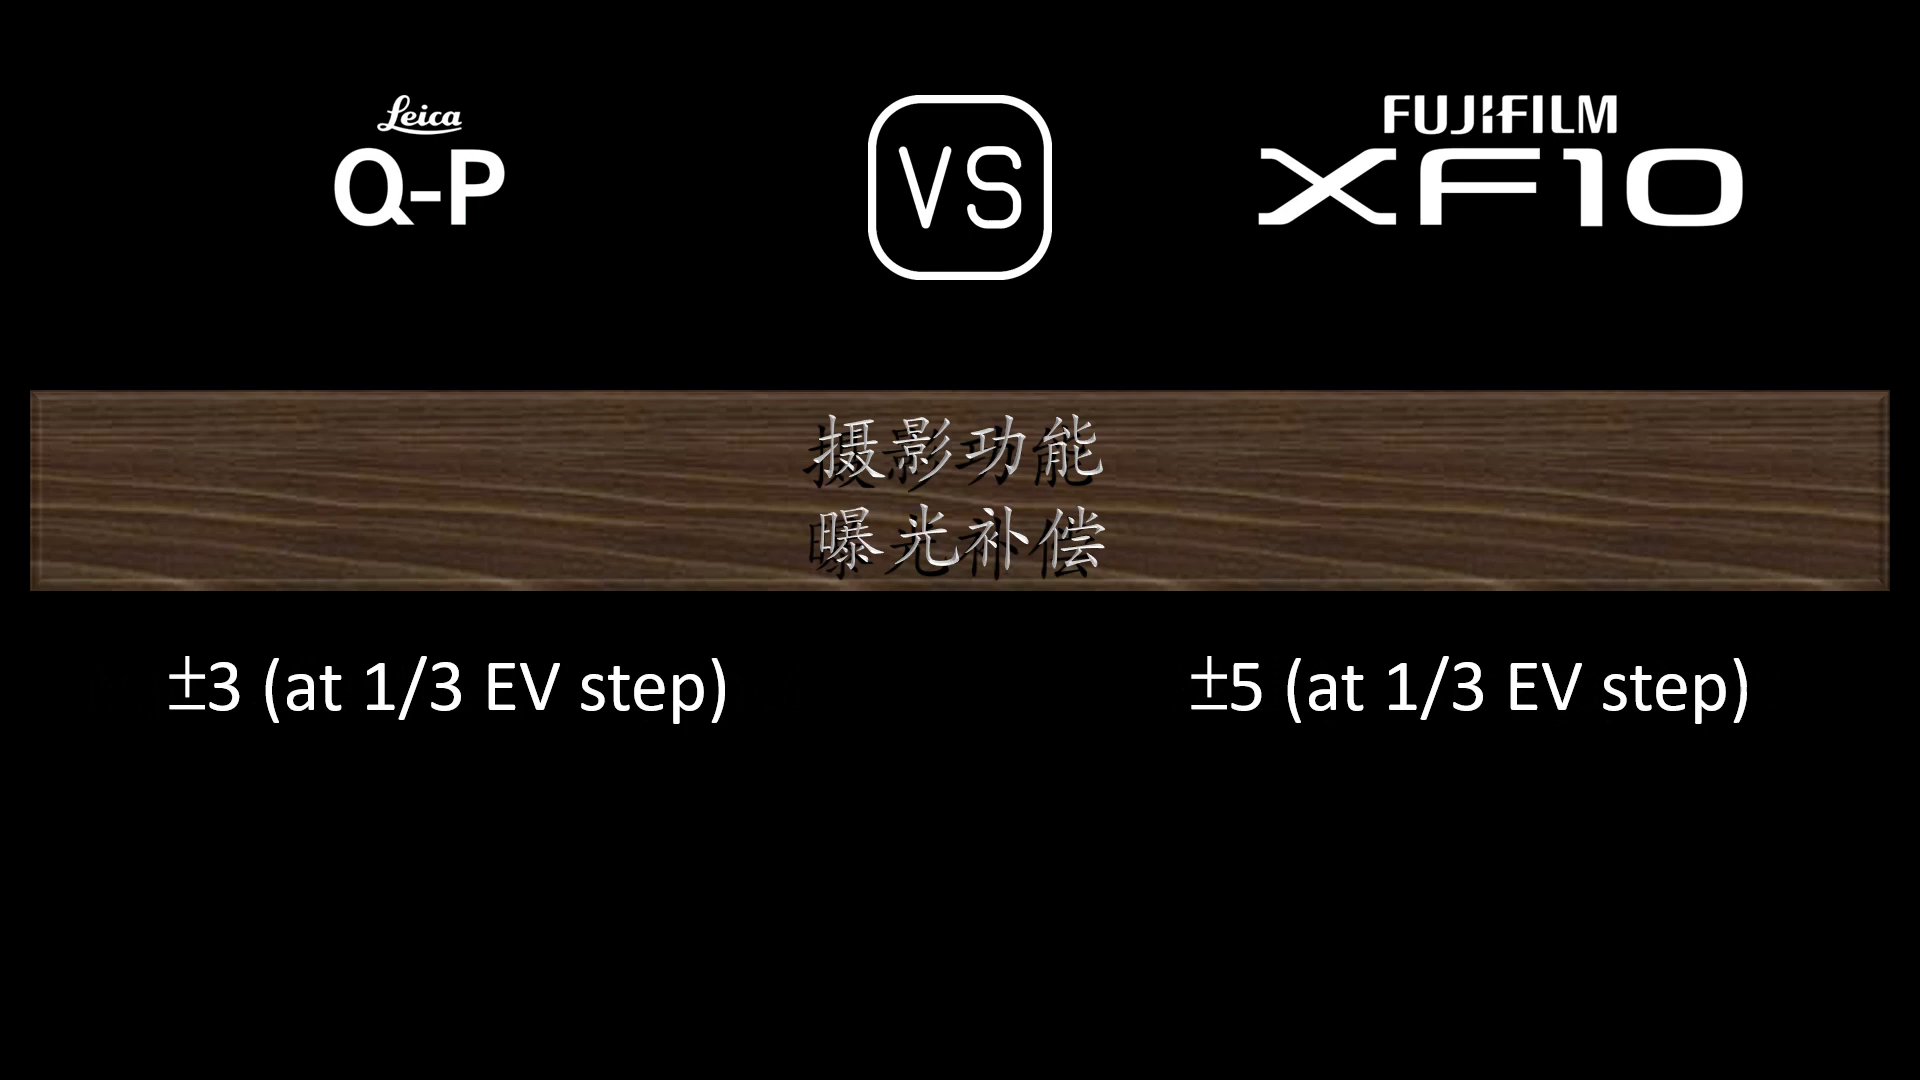 Leica
Q-P
VS
FUJIFILM
XF10
摄影功能
曝光补偿
±3 (at 1/3 EV step)
±5 (at 1/3 EV step)